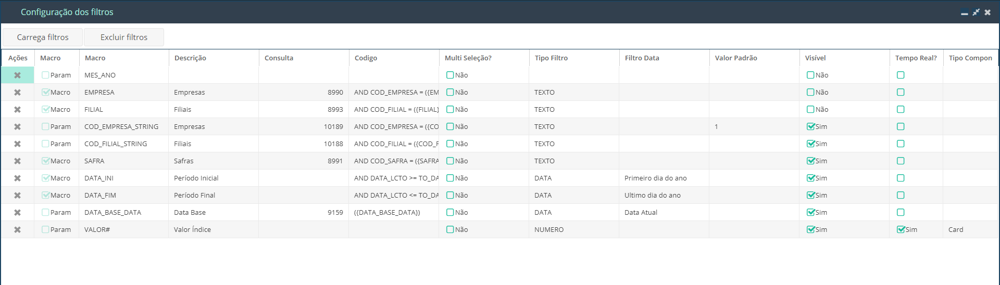 Configuração dos filtros
Carrega filtros Excluir filtros
Ações Macro Macro Descrição Consulta Codigo Multi Seleção? Tipo Filtro Filtro Data Valor Padrão Visível Tempo Real? Tipo Compon
Param MES_ANO Não Não
Macro EMPRESA Empresas 8990 AND COD_EMPRESA = ({EM Não TEXTO Não
Macro FILIAL Filiais 8993 AND COD_FILIAL = ({FILIAL} Não TEXTO Não
Param COD_EMPRESA_STRING Empresas 10189 AND COD_EMPRESA = ({CO Não TEXTO 1 Sim
Param COD_FILIAL_STRING Filiais 10188 AND COD_FILIAL = ({COD_F Não TEXTO Sim
Macro SAFRA Safras 8991 AND COD_SAFRA = ({SAFRA Não TEXTO Sim
Macro DATA_INI Período Inicial AND DATA_LCTO >= TO_DA Não DATA Primeiro dia do ano Sim
Macro DATA_FIM Período Final AND DATA_LCTO <= TO_DA Não DATA Ultimo dia do ano Sim
Param DATA_BASE_DATA Data Base 9159 ({DATA_BASE_DATA}) Não DATA Data Atual Sim
Param VALOR# Valor Índice Não NUMERO Sim Sim Card